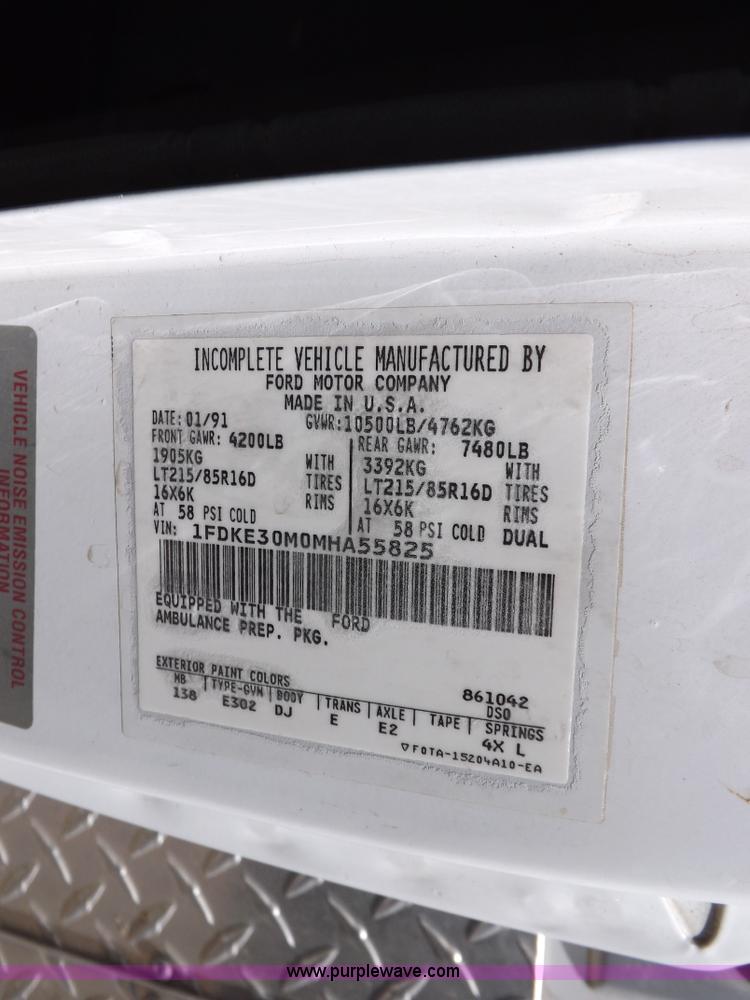 INCOMPLETE VEHICLE MANUFACTURED BY
FORD MOTOR COMPANY
MADE IN U.S.A.
DATE: 01/91 GVWR: 10500LB/4762KG
FRONT GAWR: 4200LB REAR GAWR: 7480LB
1905KG WITH 3392KG WITH
LT215/85R16D TIRES LT215/85R16D TIRES
16X6K RIMS 16X6K RIMS
AT 58 PSI COLD AT 58 PSI COLD DUAL
VIN: 1FDKE30M0MHA55825
EQUIPPED WITH THE FORD
AMBULANCE PREP. PKG.
EXTERIOR PAINT COLORS 861042
WB TYPE-GVW BODY TRANS AXLE TAPE DSO SPRINGS
138 E302 DJ E E2 4X L
▽F0TA-15204A10-EA
VEHICLE NOISE EMISSION CONTROL
INFORMATION
www.purplewave.com